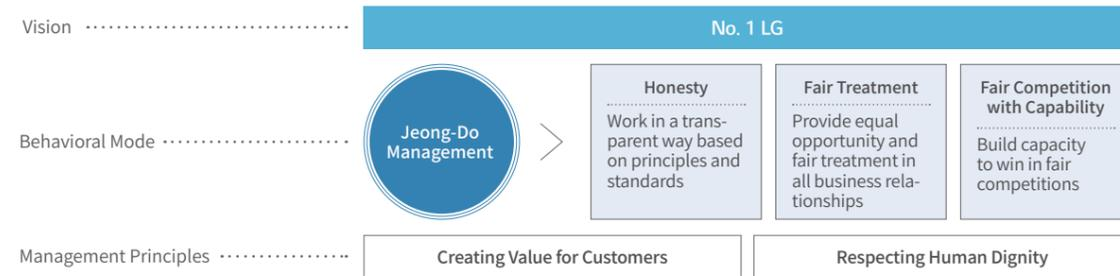 Vision
No. 1 LG
Behavioral Mode
Jeong-Do
Management
Honesty
Work in a trans-
parent way based
on principles and
standards
Fair Treatment
Provide equal
opportunity and
fair treatment in
all business rela-
tionships
Fair Competition
with Capability
Build capacity
to win in fair
competitions
Management Principles
Creating Value for Customers
Respecting Human Dignity